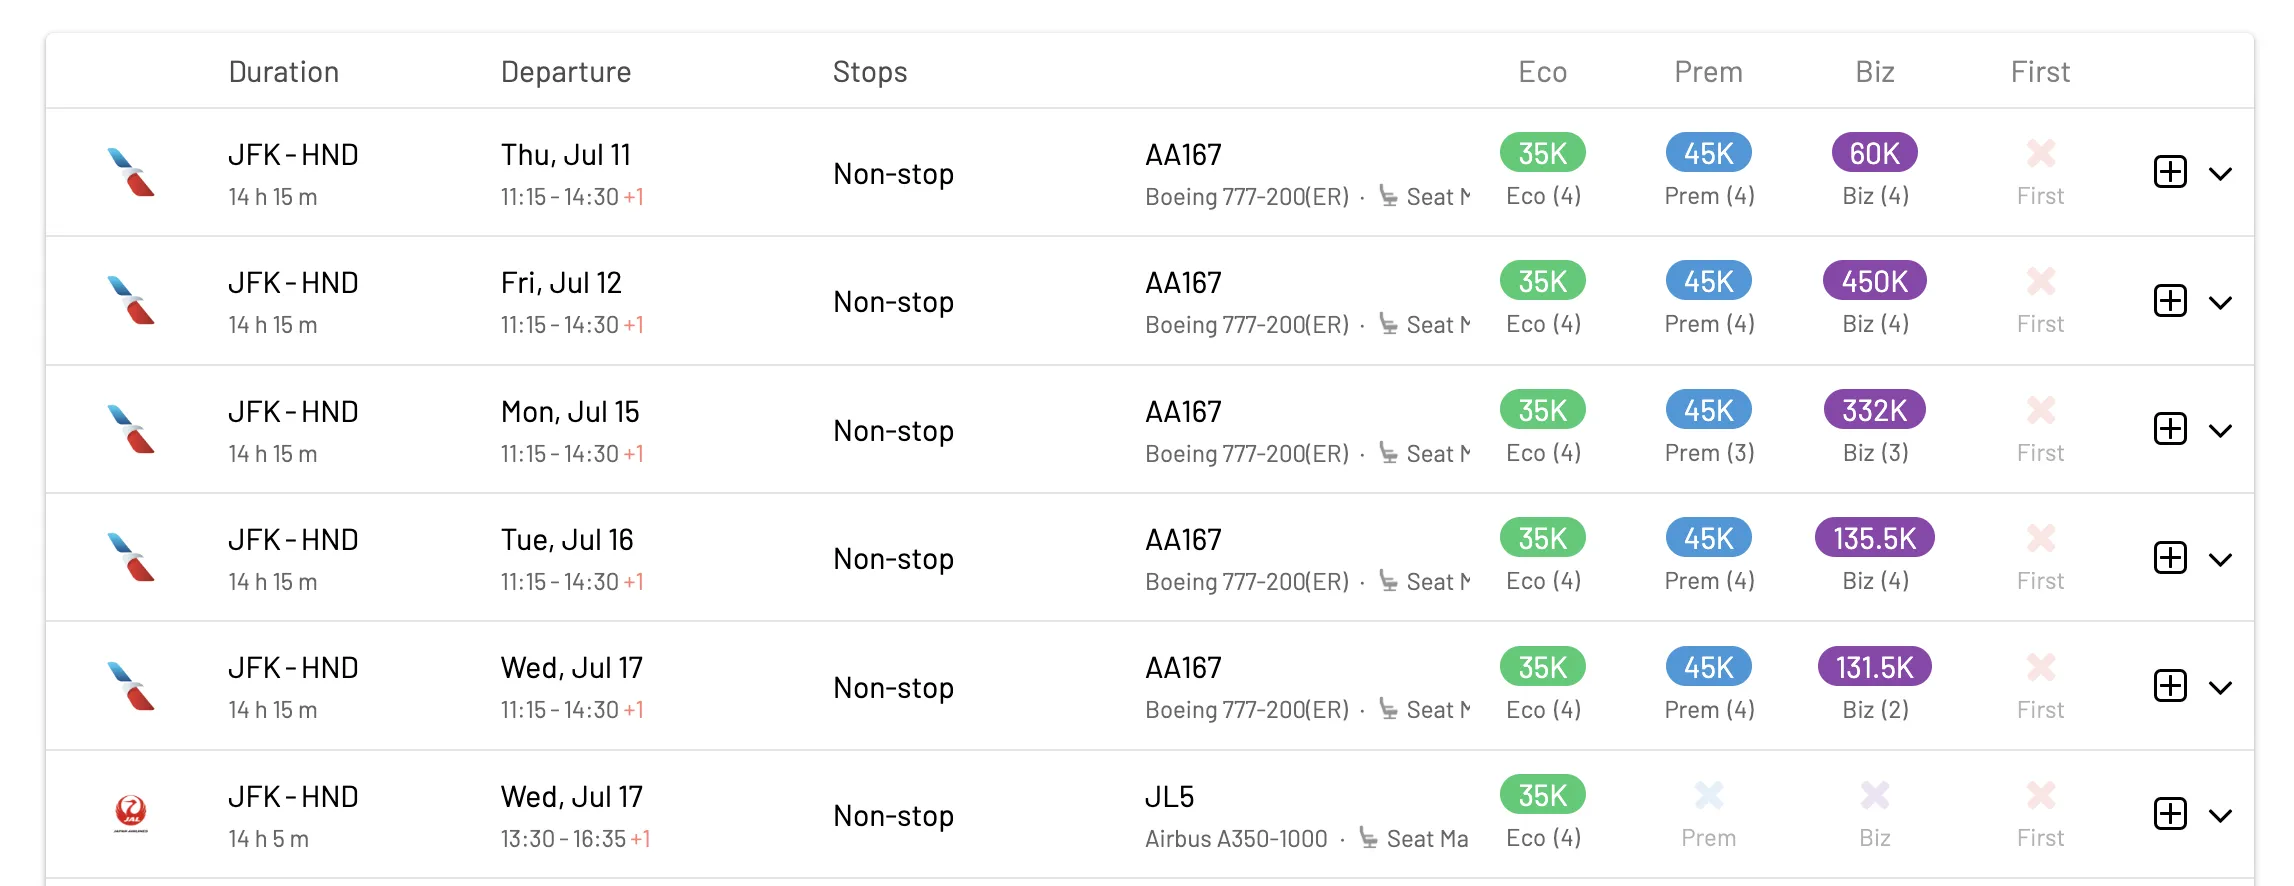 Duration Departure Stops Eco Prem Biz First
JFK - HND Thu, Jul 11 Non-stop AA167 35K 45K 60K
14 h 15 m 11:15 - 14:30 +1 Boeing 777-200(ER) · Seat Eco (4) Prem (4) Biz (4) First
JFK - HND Fri, Jul 12 Non-stop AA167 35K 45K 450K
14 h 15 m 11:15 - 14:30 +1 Boeing 777-200(ER) · Seat Eco (4) Prem (4) Biz (4) First
JFK - HND Mon, Jul 15 Non-stop AA167 35K 45K 332K
14 h 15 m 11:15 - 14:30 +1 Boeing 777-200(ER) · Seat Eco (4) Prem (3) Biz (3) First
JFK - HND Tue, Jul 16 Non-stop AA167 35K 45K 135.5K
14 h 15 m 11:15 - 14:30 +1 Boeing 777-200(ER) · Seat Eco (4) Prem (4) Biz (4) First
JFK - HND Wed, Jul 17 Non-stop AA167 35K 45K 131.5K
14 h 15 m 11:15 - 14:30 +1 Boeing 777-200(ER) · Seat Eco (4) Prem (4) Biz (2) First
JAL
JAPAN AIRLINES
JFK - HND Wed, Jul 17 Non-stop JL5 35K
14 h 5 m 13:30 - 16:35 +1 Airbus A350-1000 · Seat Ma Eco (4) Prem Biz First